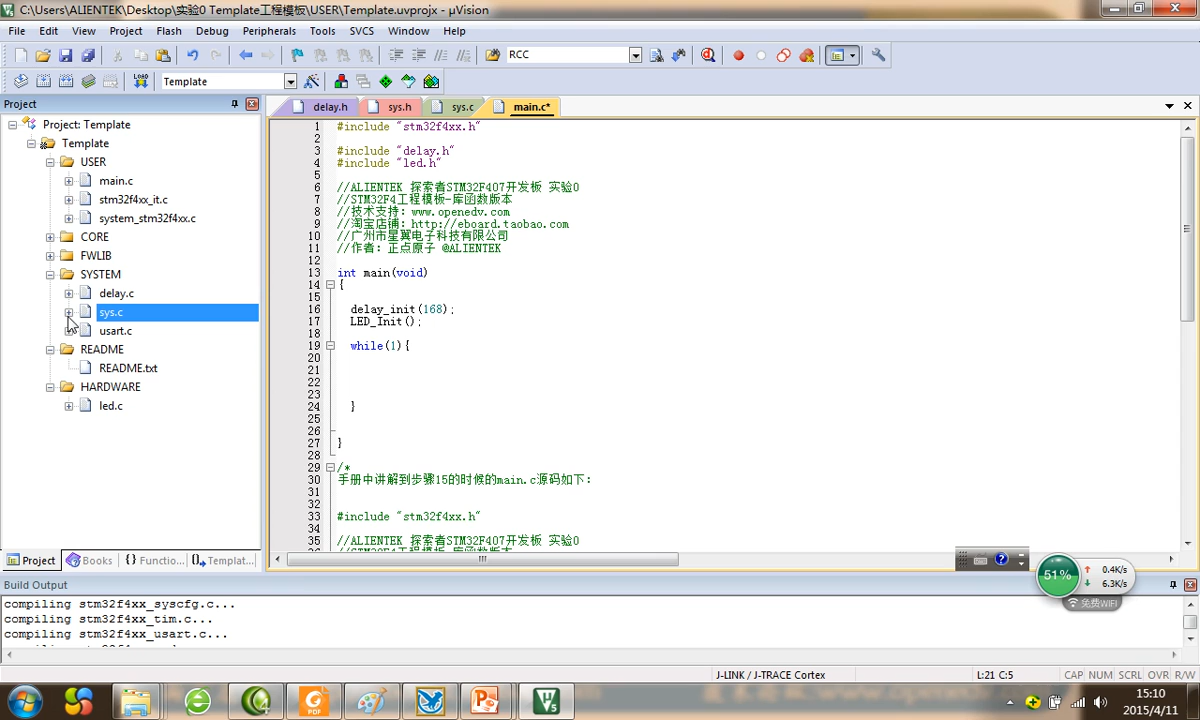 C:\Users\ALIENTEK\Desktop\实验0 Template工程模板\USER\Template.uvprojx - µVision
File Edit View Project Flash Debug Peripherals Tools SVCS Window Help
RCC
LOAD
Template
Project
delay.h sys.h sys.c main.c*
Project: Template
Template
USER
main.c
stm32f4xx_it.c
system_stm32f4xx.c
CORE
FWLIB
SYSTEM
delay.c
sys.c
usart.c
README
README.txt
HARDWARE
led.c
1 #include "stm32f4xx.h"
2
3 #include "delay.h"
4 #include "led.h"
5
6 //ALIENTEK 探索者STM32F407开发板 实验0
7 //STM32F4工程模板-库函数版本
8 //技术支持：www.openedv.com
9 //淘宝店铺：http://eboard.taobao.com
10 //广州市星翼电子科技有限公司
11 //作者：正点原子 @ALIENTEK
12
13 int main(void)
14 {
15
16 delay_init(168);
17 LED_Init();
18
19 while(1){
20
21
22
23
24 }
25
26
27 }
28
29 /*
30 手册中讲解到步骤15的时候的main.c源码如下：
31
32
33 #include "stm32f4xx.h"
34
35 //ALIENTEK 探索者STM32F407开发板 实验0
Project Books {} Functio... Templat...
51% 0.4K/s
6.3K/s
免费WiFi
Build Output
compiling stm32f4xx_syscfg.c...
compiling stm32f4xx_tim.c...
compiling stm32f4xx_usart.c...
J-LINK / J-TRACE Cortex L:21 C:5 CAP NUM SCRL OVR R/W
PDF
15:10
2015/4/11